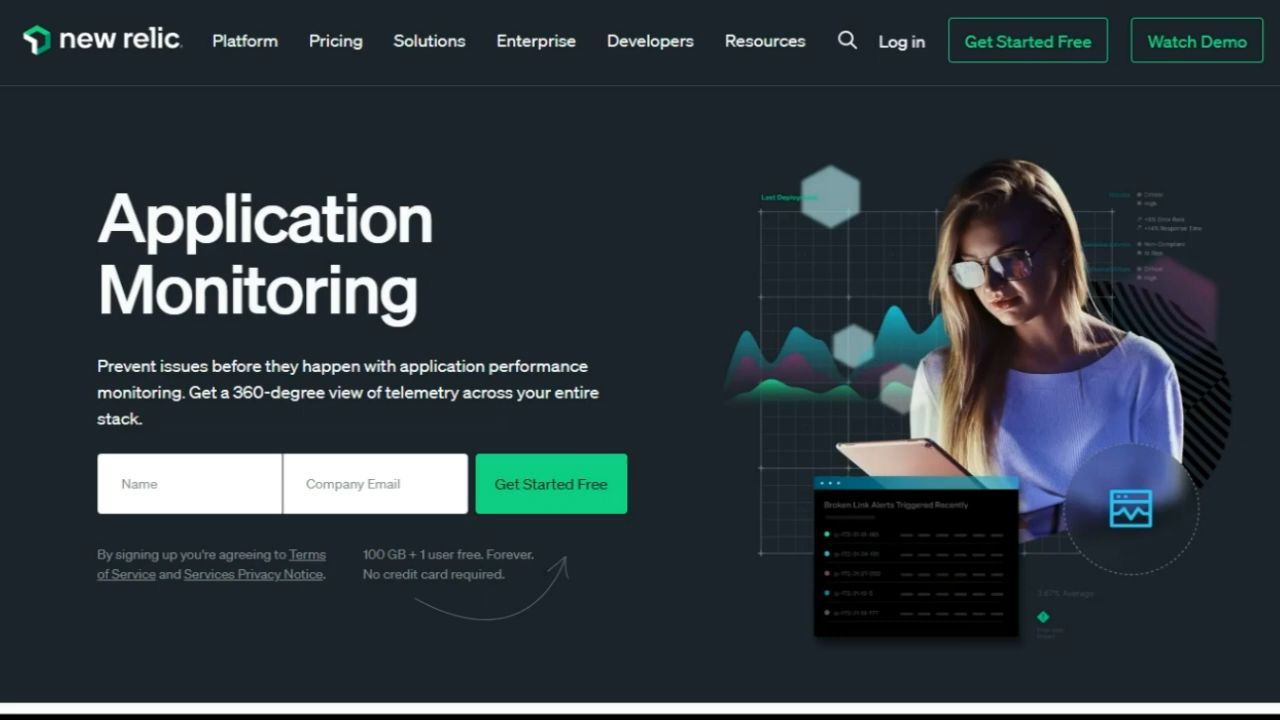 new relic
Platform
Pricing
Solutions
Enterprise
Developers
Resources
Log in
Get Started Free
Watch Demo
Application
Monitoring
Prevent issues before they happen with application performance
monitoring. Get a 360-degree view of telemetry across your entire
stack.
Name
Company Email
Get Started Free
By signing up you're agreeing to Terms
of Service and Services Privacy Notice.
100 GB + 1 user free. Forever.
No credit card required.
Last
Broken Link Alerts Triggered Recently
3.67% Average